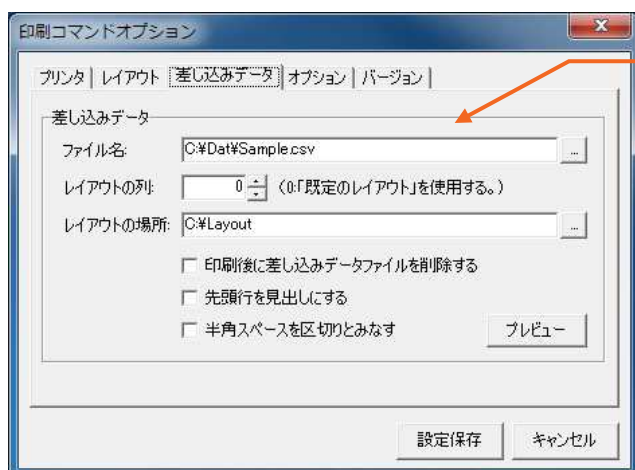 印刷コマンドオプション
プリンタ レイアウト 差し込みデータ オプション バージョン
差し込みデータ
ファイル名: C:¥Dat¥Sample.csv ...
レイアウトの列: 0 (0:「既定のレイアウト」を使用する。)
レイアウトの場所: C:¥Layout ...
印刷後に差し込みデータファイルを削除する
先頭行を見出しにする
半角スペースを区切りとみなす プレビュー
設定保存 キャンセル